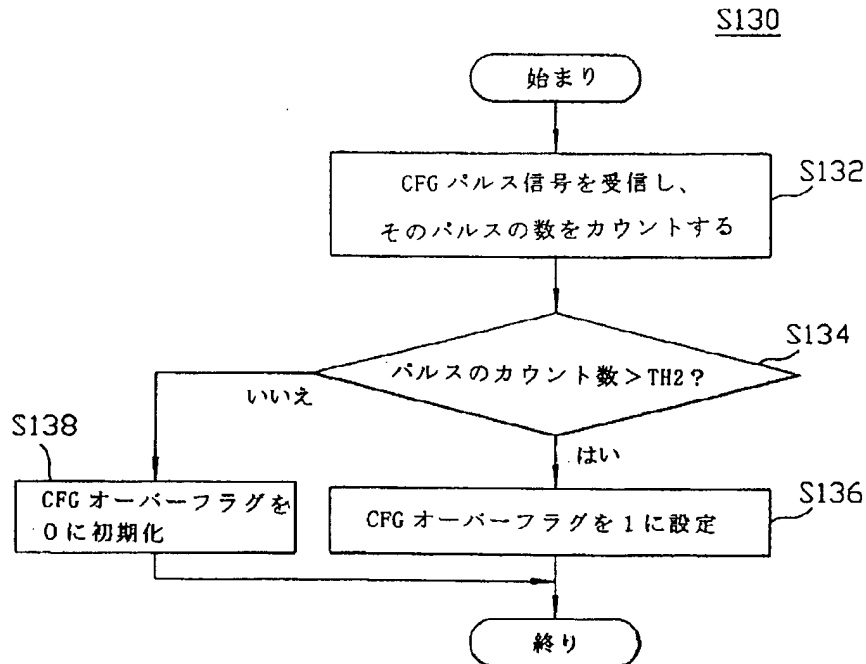 S130
始まり
CFG パルス信号を受信し、
そのパルスの数をカウントする
S132
パルスのカウント数>TH2?
S134
いいえ
はい
S138
CFG オーバーフラグを
0に初期化
CFG オーバーフラグを1に設定
S136
終り